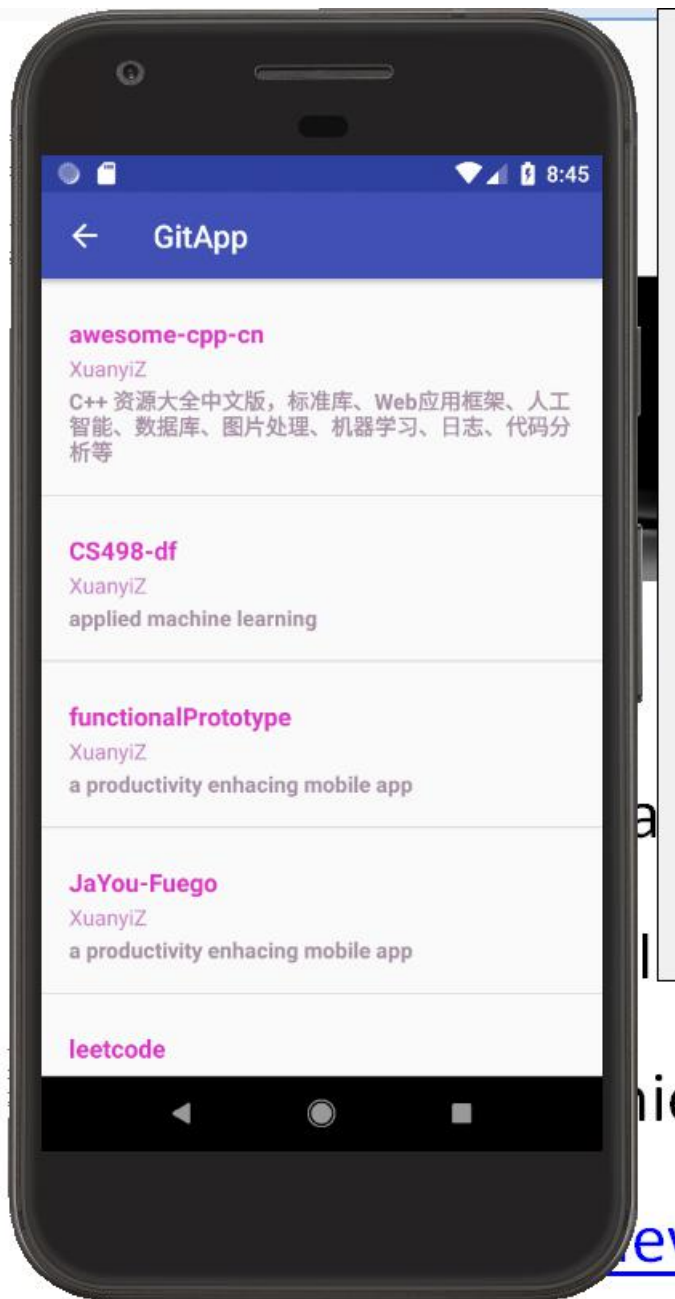 8:45
GitApp
awesome-cpp-cn
XuanyiZ
C++ 资源大全中文版，标准库、Web应用框架、人工
智能、数据库、图片处理、机器学习、日志、代码分
析等
CS498-df
XuanyiZ
applied machine learning
functionalPrototype
XuanyiZ
a productivity enhacing mobile app
JaYou-Fuego
XuanyiZ
a productivity enhacing mobile app
leetcode